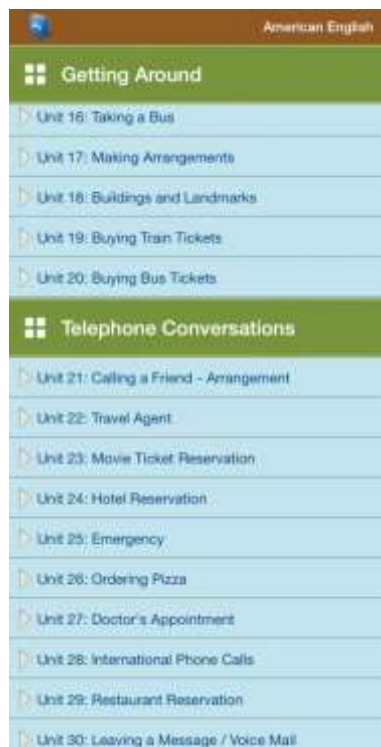 American English
Getting Around
Unit 16: Taking a Bus
Unit 17: Making Arrangements
Unit 18: Buildings and Landmarks
Unit 19: Buying Train Tickets
Unit 20: Buying Bus Tickets
Telephone Conversations
Unit 21: Calling a Friend - Arrangement
Unit 22: Travel Agent
Unit 23: Movie Ticket Reservation
Unit 24: Hotel Reservation
Unit 25: Emergency
Unit 26: Ordering Pizza
Unit 27: Doctor's Appointment
Unit 28: International Phone Calls
Unit 29: Restaurant Reservation
Unit 30: Leaving a Message / Voice Mail